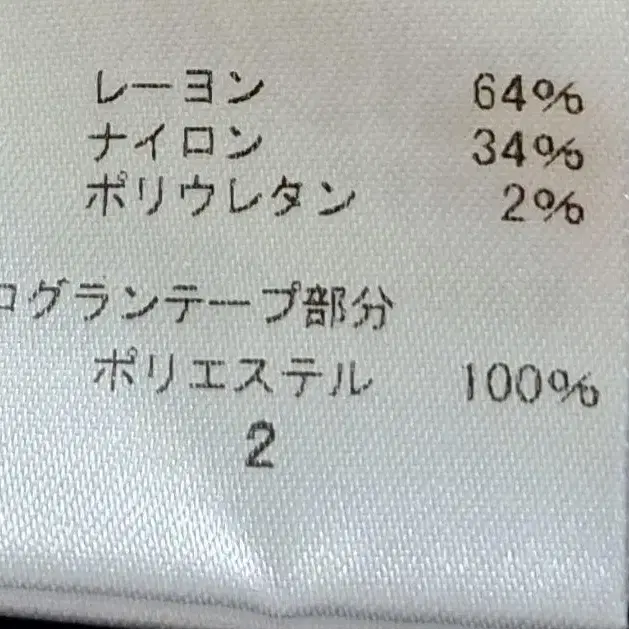 レーヨン 64%
ナイロン 34%
ポリウレタン 2%
ログランテープ部分
ポリエステル 100%
2